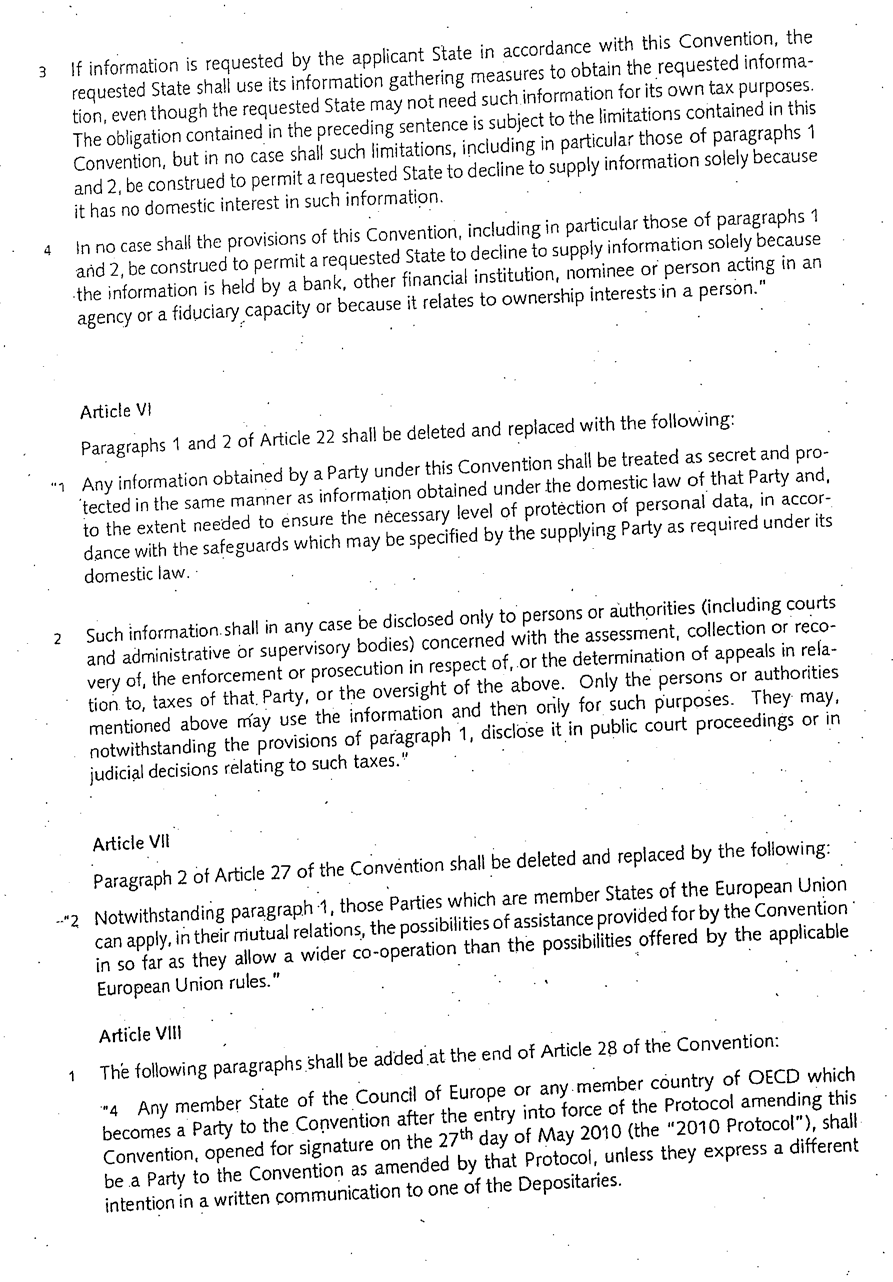 3 If information is requested by the applicant State in accordance with this Convention, the
requested State shall use its information gathering measures to obtain the requested informa-
tion, even though the requested State may not need such information for its own tax purposes.
The obligation contained in the preceding sentence is subject to the limitations contained in this
Convention, but in no case shall such limitations, including in particular those of paragraphs 1
and 2, be construed to permit a requested State to decline to supply information solely because
it has no domestic interest in such information.
4 In no case shall the provisions of this Convention, including in particular those of paragraphs 1
and 2, be construed to permit a requested State to decline to supply information solely because
the information is held by a bank, other financial institution, nominee or person acting in an
agency or a fiduciary capacity or because it relates to ownership interests in a person."
Article VI
Paragraphs 1 and 2 of Article 22 shall be deleted and replaced with the following:
"1 Any information obtained by a Party under this Convention shall be treated as secret and pro-
tected in the same manner as information obtained under the domestic law of that Party and,
to the extent needed to ensure the necessary level of protection of personal data, in accor-
dance with the safeguards which may be specified by the supplying Party as required under its
domestic law.
2 Such information shall in any case be disclosed only to persons or authorities (including courts
and administrative or supervisory bodies) concerned with the assessment, collection or reco-
very of, the enforcement or prosecution in respect of, or the determination of appeals in rela-
tion to, taxes of that Party, or the oversight of the above. Only the persons or authorities
mentioned above may use the information and then only for such purposes. They may,
notwithstanding the provisions of paragraph 1, disclose it in public court proceedings or in
judicial decisions relating to such taxes."
Article VII
Paragraph 2 of Article 27 of the Convention shall be deleted and replaced by the following:
"2 Notwithstanding paragraph 1, those Parties which are member States of the European Union
can apply, in their mutual relations, the possibilities of assistance provided for by the Convention
in so far as they allow a wider co-operation than the possibilities offered by the applicable
European Union rules."
Article VIII
1 The following paragraphs shall be added at the end of Article 28 of the Convention:
"4 Any member State of the Council of Europe or any member country of OECD which
becomes a Party to the Convention after the entry into force of the Protocol amending this
Convention, opened for signature on the 27th day of May 2010 (the "2010 Protocol"), shall
be a Party to the Convention as amended by that Protocol, unless they express a different
intention in a written communication to one of the Depositaries.